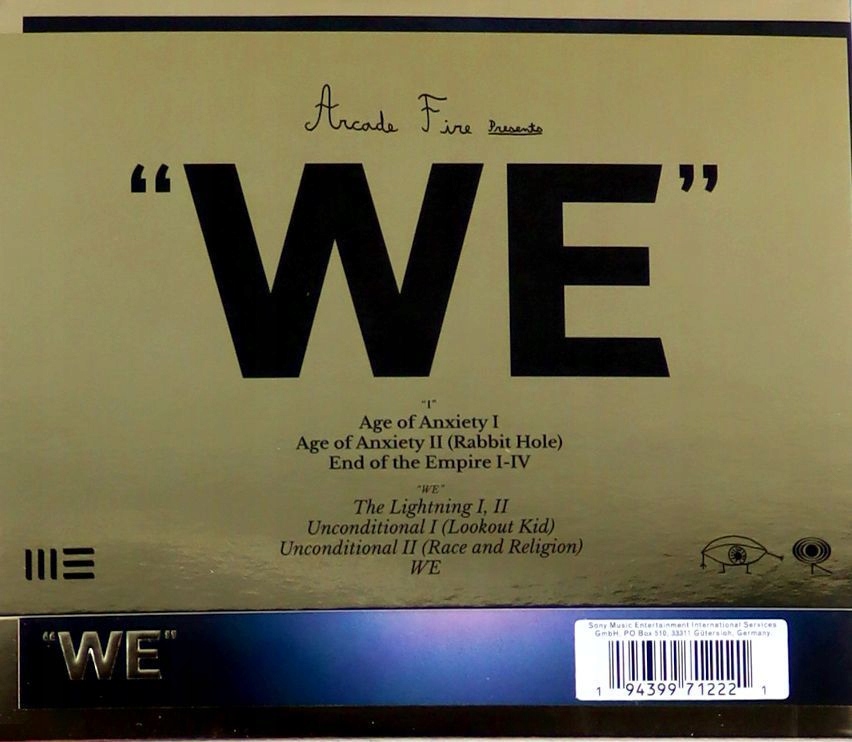 Arcade Fire Presents
“WE”
“I”
Age of Anxiety I
Age of Anxiety II (Rabbit Hole)
End of the Empire I-IV
“WE”
The Lightning I, II
Unconditional I (Lookout Kid)
Unconditional II (Race and Religion)
WE
“WE”
Sony Music Entertainment International Services
GmbH, PO Box 510, 33311 Gütersloh, Germany
1 94399 71222 1